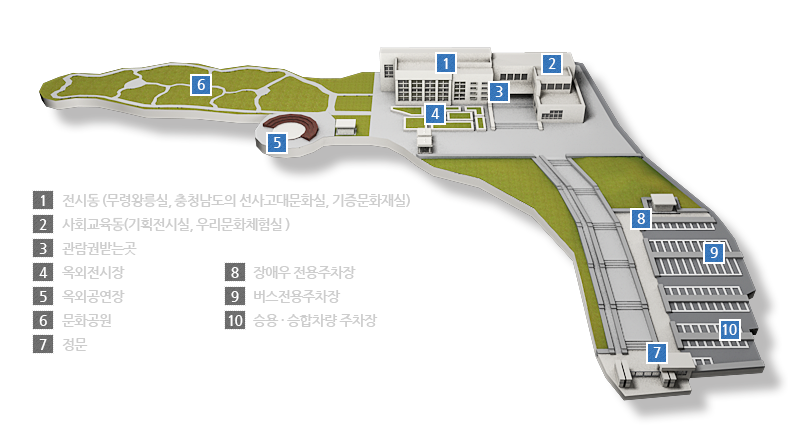 1
2
3
4
5
6
7
8
9
10
1 전시동 (무령왕릉실, 충청남도의 선사고대문화실, 기증문화재실)
2 사회교육동(기획전시실, 우리문화체험실 )
3 관람권받는곳
4 옥외전시장
8 장애우 전용주차장
5 옥외공연장
9 버스전용주차장
6 문화공원
10 승용 · 승합차량 주차장
7 정문